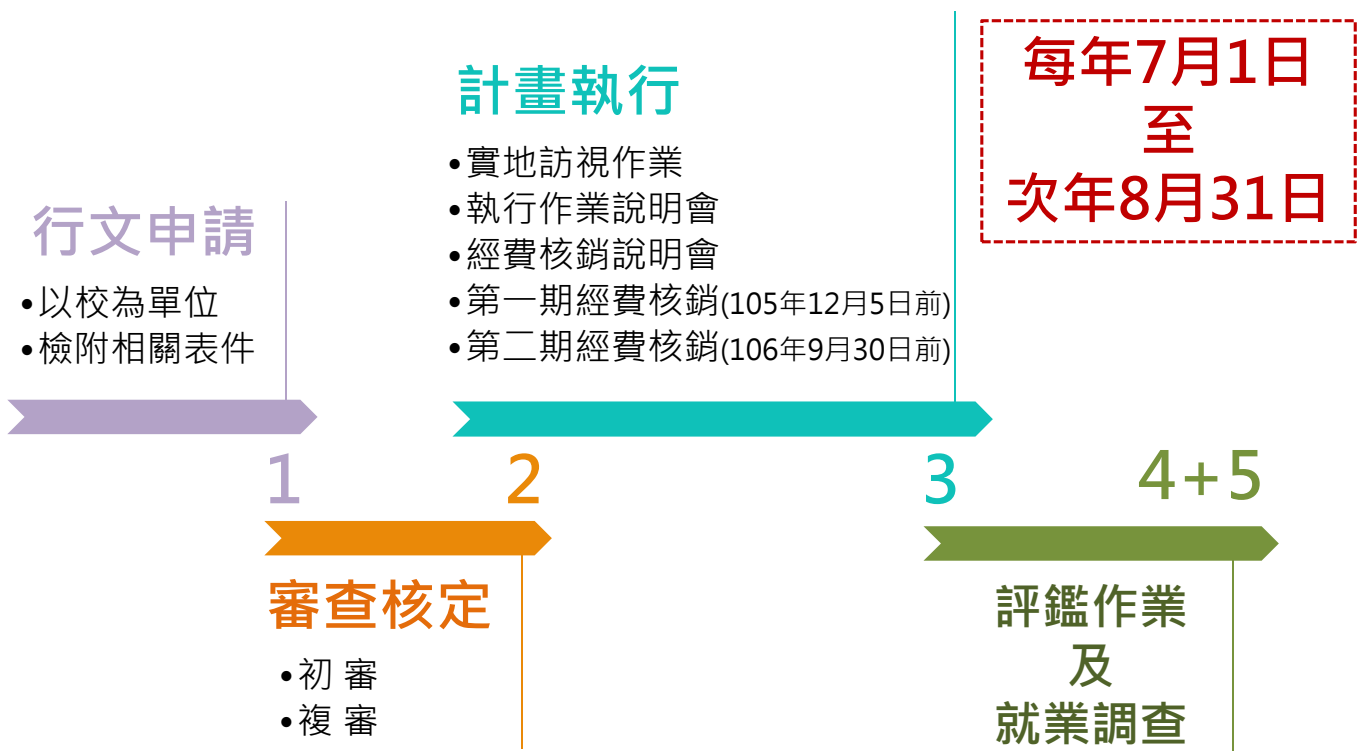 行文申請
•以校為單位
•檢附相關表件
1
審查核定
•初 審
•複 審
2
計畫執行
•實地訪視作業
•執行作業說明會
•經費核銷說明會
•第一期經費核銷(105年12月5日前)
•第二期經費核銷(106年9月30日前)
3
每年7月1日
至
次年8月31日
4+5
評鑑作業
及
就業調查